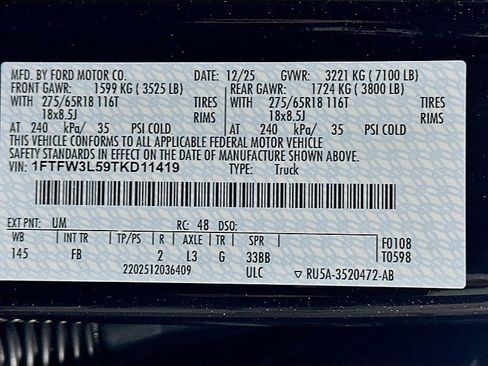 MFD. BY FORD MOTOR CO. DATE: 12/25 GVWR: 3221 KG ( 7100 LB)
FRONT GAWR: 1599 KG ( 3525 LB) REAR GAWR: 1724 KG ( 3800 LB)
WITH 275/65R18 116T TIRES WITH 275/65R18 116T TIRES
18x8.5J RIMS 18x8.5J RIMS
AT 240 kPa/ 35 PSI COLD AT 240 kPa/ 35 PSI COLD
THIS VEHICLE CONFORMS TO ALL APPLICABLE FEDERAL MOTOR VEHICLE
SAFETY STANDARDS IN EFFECT ON THE DATE OF MANUFACTURE SHOWN ABOVE.
VIN: 1FTFW3L59TKD11419 TYPE: Truck
EXT PNT: UM RC: 48 DSO: F0108
WB INT TR TP/PS R AXLE TR SPR T0598
145 FB 2 L3 G 33BB
2202512036409 ULC RU5A-3520472-AB